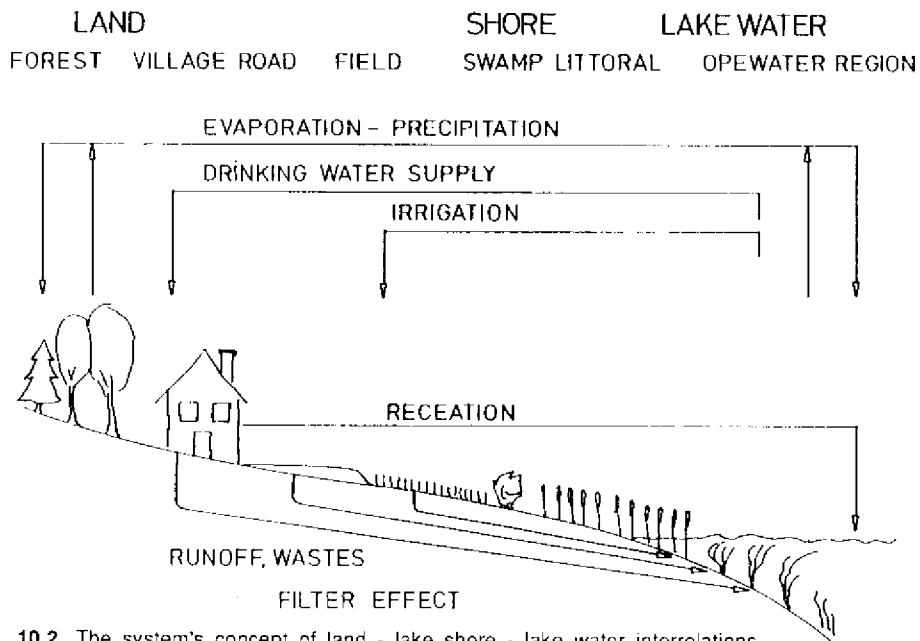 LAND SHORE LAKE WATER
FOREST VILLAGE ROAD FIELD SWAMP LITTORAL OPEWATER REGION
EVAPORATION - PRECIPITATION
DRINKING WATER SUPPLY
IRRIGATION
RECEATION
RUNOFF, WASTES
FILTER EFFECT
10.2 The system's concept of land - lake shore - lake water interrelations